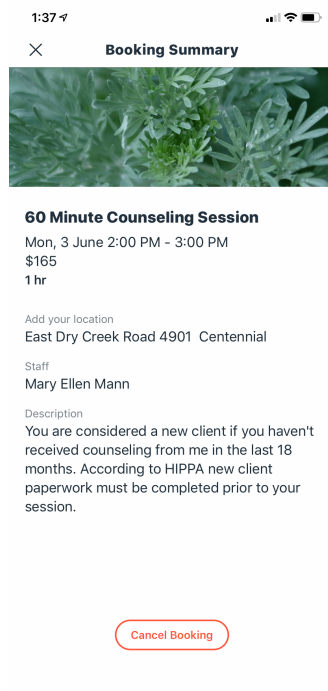 1:37
Booking Summary
60 Minute Counseling Session
Mon, 3 June 2:00 PM - 3:00 PM
$165
1 hr
Add your location
East Dry Creek Road 4901  Centennial
Staff
Mary Ellen Mann
Description
You are considered a new client if you haven't
received counseling from me in the last 18
months. According to HIPPA new client
paperwork must be completed prior to your
session.
Cancel Booking